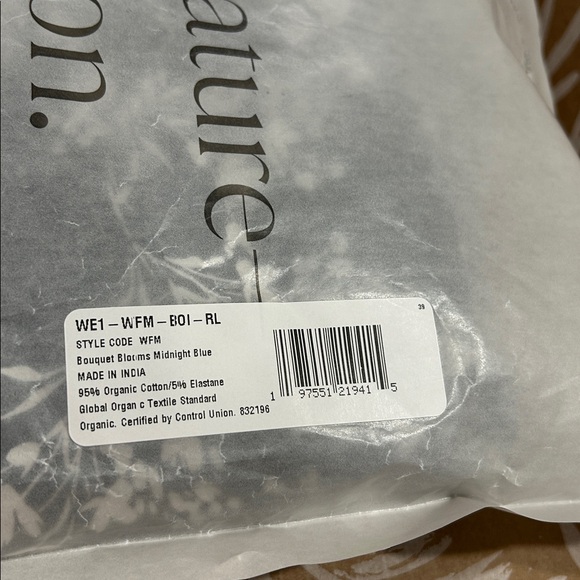 on.
ature–
WE1-WFM-BOI-RL
39
STYLE CODE WFM
Bouquet Blooms Midnight Blue
MADE IN INDIA
95% Organic Cotton/5% Elastane
Global Organ c Textile Standard
Organic. Certified by Control Union. 832196
1 97551 21941 5